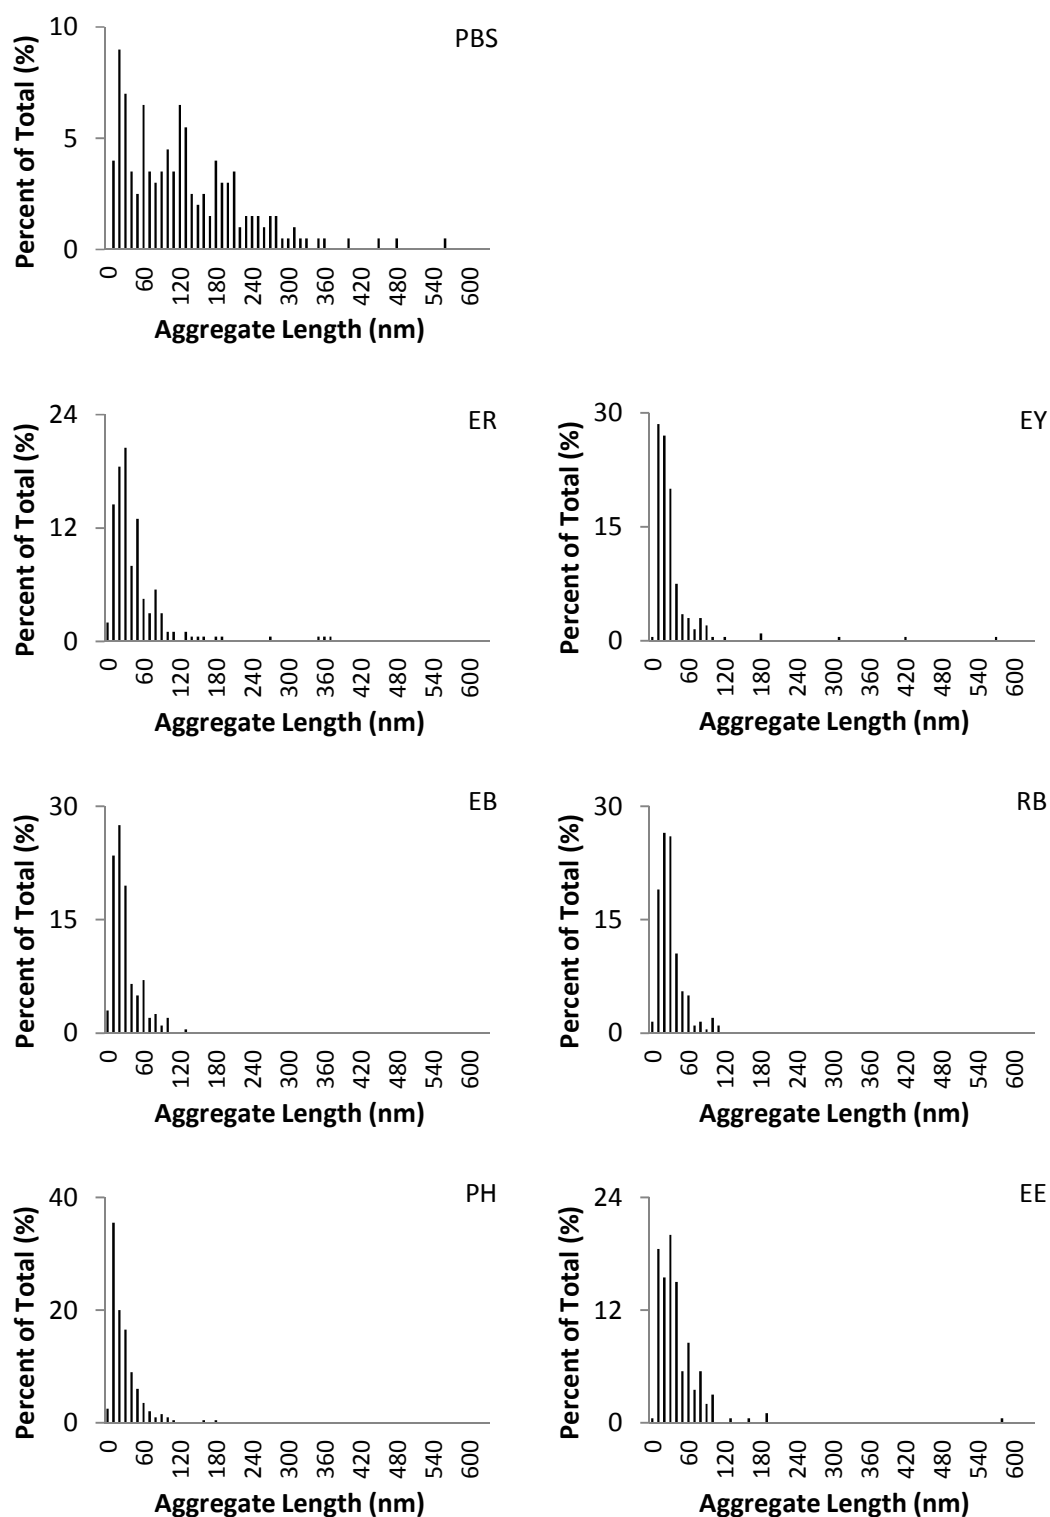 PBS
Percent of Total (%)
10
5
0
0 60 120 180 240 300 360 420 480 540 600
Aggregate Length (nm)
ER
Percent of Total (%)
24
12
0
0 60 120 180 240 300 360 420 480 540 600
Aggregate Length (nm)
EY
Percent of Total (%)
30
15
0
0 60 120 180 240 300 360 420 480 540 600
Aggregate Length (nm)
EB
Percent of Total (%)
30
15
0
0 60 120 180 240 300 360 420 480 540 600
Aggregate Length (nm)
RB
Percent of Total (%)
30
15
0
0 60 120 180 240 300 360 420 480 540 600
Aggregate Length (nm)
PH
Percent of Total (%)
40
20
0
0 60 120 180 240 300 360 420 480 540 600
Aggregate Length (nm)
EE
Percent of Total (%)
24
12
0
0 60 120 180 240 300 360 420 480 540 600
Aggregate Length (nm)